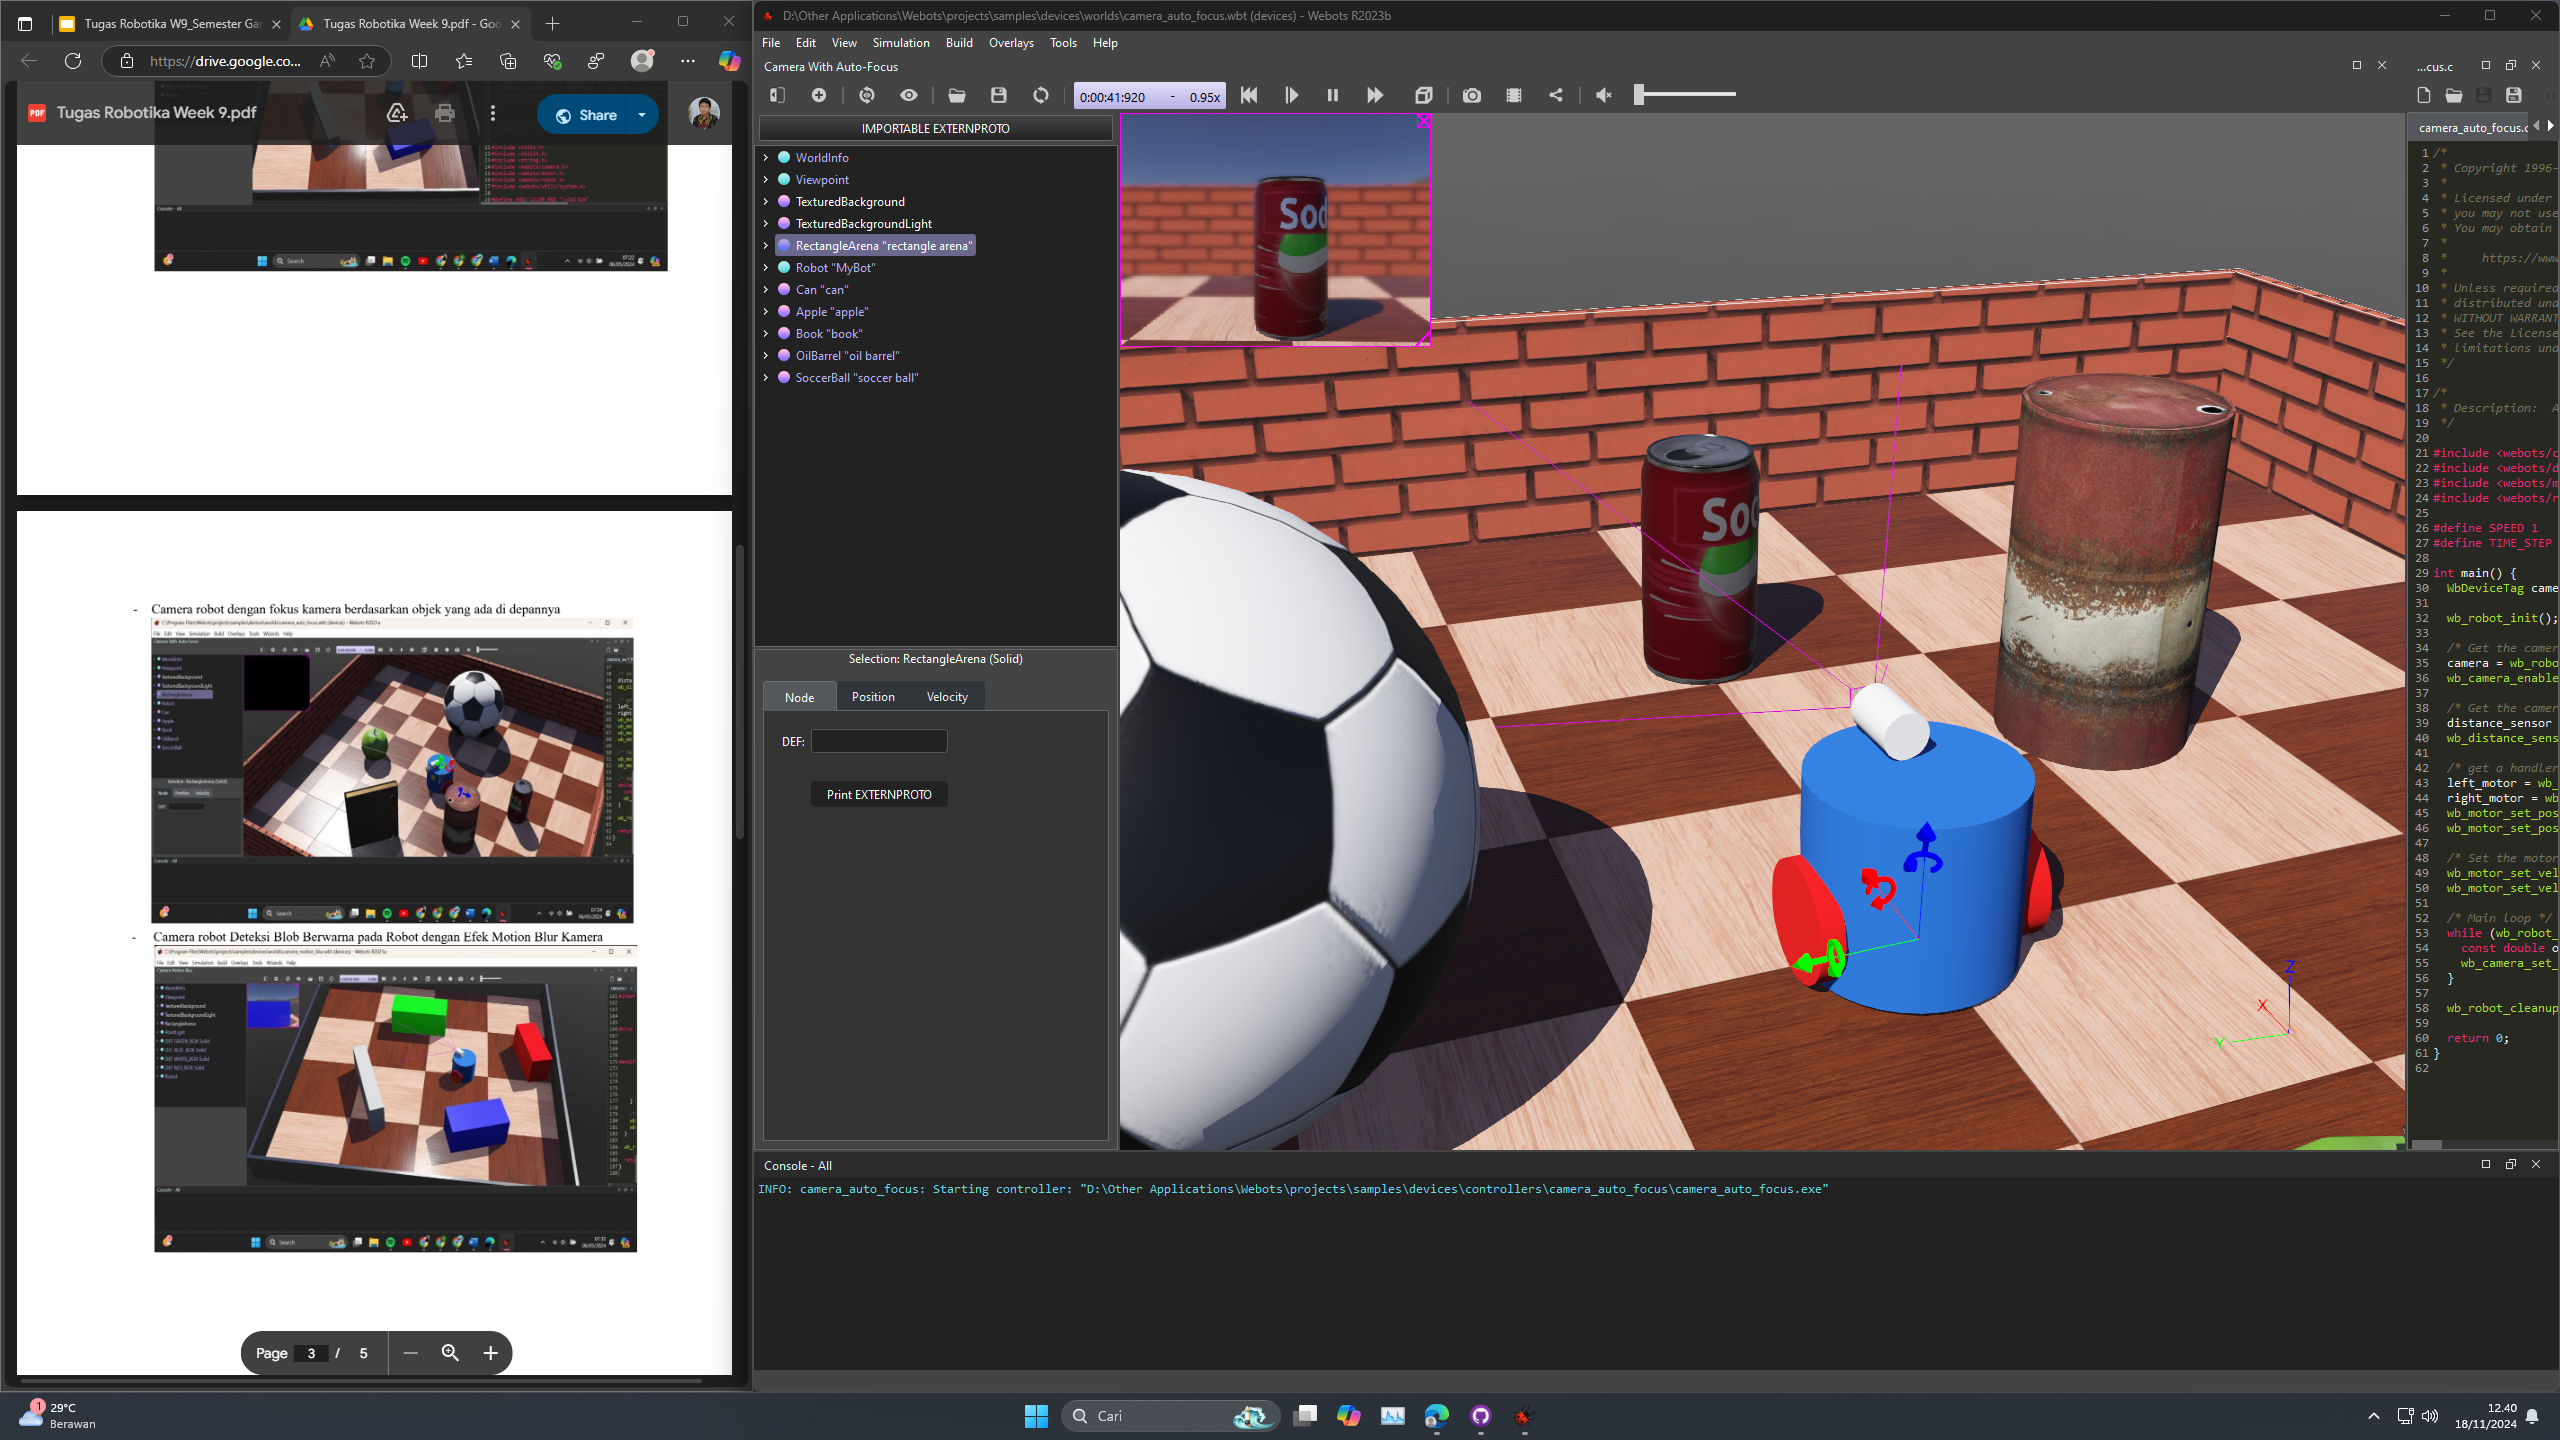 Tugas Robotika W9_Semester Gan
Tugas Robotika Week 9.pdf - Goo
https://drive.google.co...
PDF
Tugas Robotika Week 9.pdf
Share
- Camera robot dengan fokus kamera berdasarkan objek yang ada di depannya
- Camera robot Deteksi Blob Berwarna pada Robot dengan Efek Motion Blur Kamera
Page 3 / 5
D:\Other Applications\Webots\projects\samples\devices\worlds\camera_auto_focus.wbt (devices) - Webots R2023b
File Edit View Simulation Build Overlays Tools Help
Camera With Auto-Focus
0:00:41:920 - 0.95x
IMPORTABLE EXTERNPROTO
WorldInfo
Viewpoint
TexturedBackground
TexturedBackgroundLight
RectangleArena "rectangle arena"
Robot "MyBot"
Can "can"
Apple "apple"
Book "book"
OilBarrel "oil barrel"
SoccerBall "soccer ball"
Selection: RectangleArena (Solid)
Node Position Velocity
DEF:
Print EXTERNPROTO
Sod
Soc
X
Y
Z
...cus.c
camera_auto_focus.c
1 /*
2 * Copyright 1996-
3 *
4 * Licensed under
5 * you may not use
6 * You may obtain
7 *
8 * https://www
9 *
10 * Unless required
11 * distributed und
12 * WITHOUT WARRANT
13 * See the License
14 * limitations und
15 */
16
17 /*
18 * Description: A
19 */
20
21 #include <webots/c
22 #include <webots/d
23 #include <webots/m
24 #include <webots/r
25
26 #define SPEED 1
27 #define TIME_STEP
28
29 int main() {
30 WbDeviceTag came
31
32 wb_robot_init();
33
34 /* Get the camer
35 camera = wb_robo
36 wb_camera_enable
37
38 /* Get the camer
39 distance_sensor
40 wb_distance_sens
41
42 /* get a handler
43 left_motor = wb_
44 right_motor = wb
45 wb_motor_set_pos
46 wb_motor_set_pos
47
48 /* Set the motor
49 wb_motor_set_vel
50 wb_motor_set_vel
51
52 /* Main loop */
53 while (wb_robot_
54 const double o
55 wb_camera_set_
56 }
57
58 wb_robot_cleanup
59
60 return 0;
61 }
62
Console - All
INFO: camera_auto_focus: Starting controller: "D:\Other Applications\Webots\projects\samples\devices\controllers\camera_auto_focus\camera_auto_focus.exe"
1
29°C
Berawan
Cari
12.40
18/11/2024